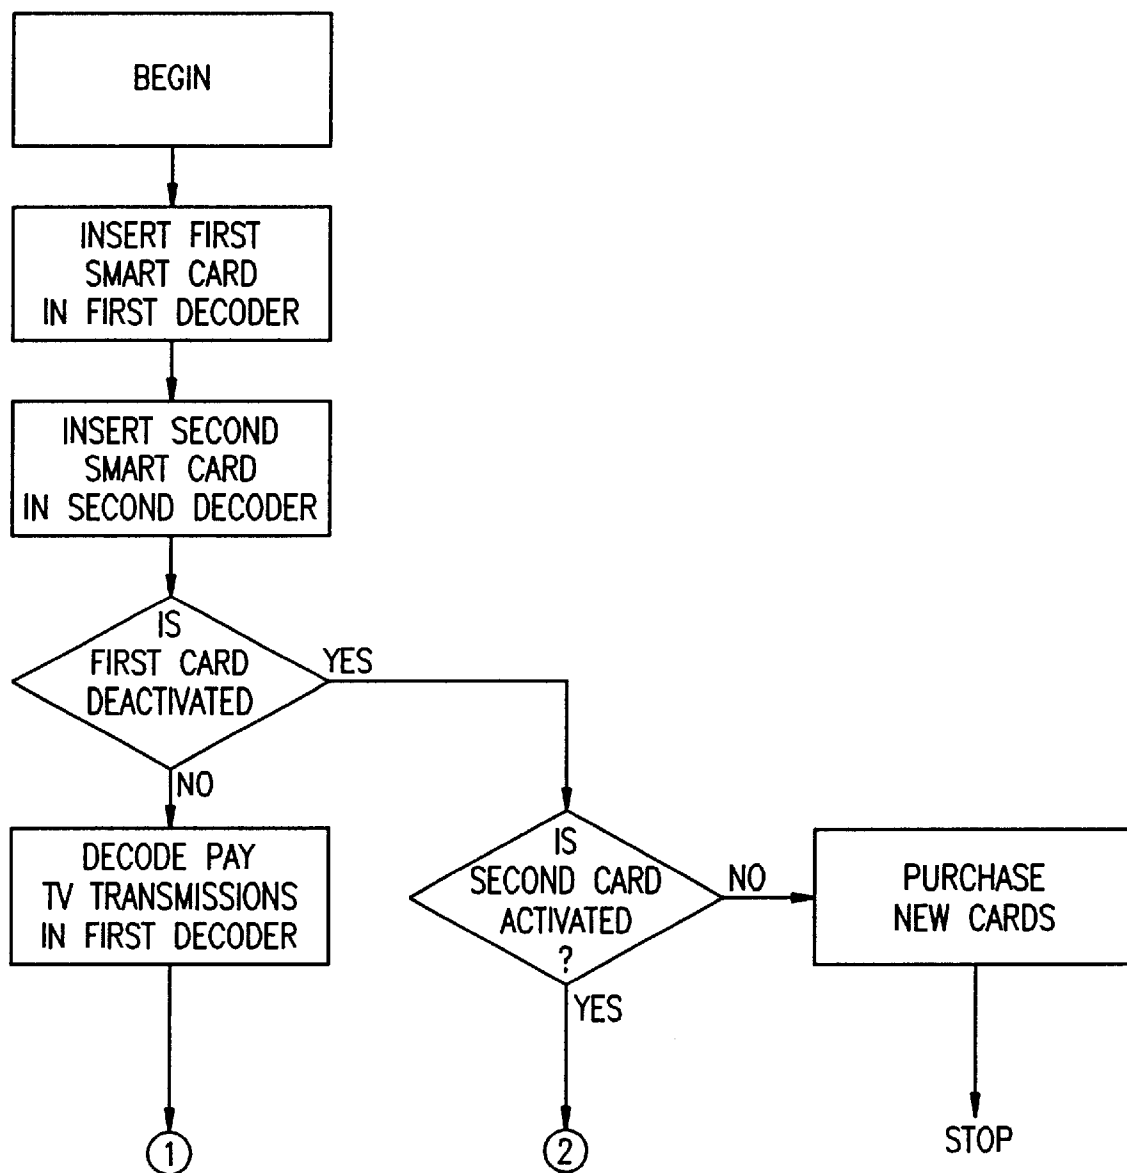 BEGIN
INSERT FIRST
SMART CARD
IN FIRST DECODER
INSERT SECOND
SMART CARD
IN SECOND DECODER
IS
FIRST CARD
DEACTIVATED
YES
NO
DECODE PAY
TV TRANSMISSIONS
IN FIRST DECODER
1
IS
SECOND CARD
ACTIVATED
?
NO
YES
2
PURCHASE
NEW CARDS
STOP